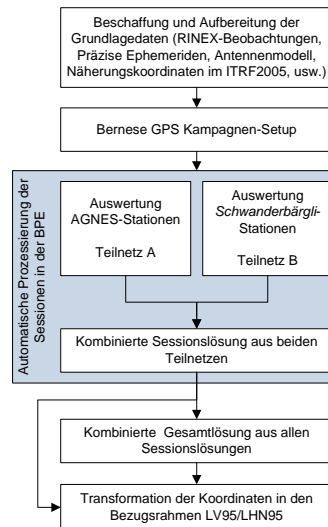 Beschaffung und Aufbereitung der
Grundlagedaten (RINEX-Beobachtungen,
Präzise Ephemeriden, Antennenmodell,
Näherungskoordinaten im ITRF2005, usw.)
Bernese GPS Kampagnen-Setup
Automatische Prozessierung der
Sessionen in der BPE
Auswertung
AGNES-Stationen
Teilnetz A
Auswertung
Schwanderbärgli-
Stationen
Teilnetz B
Kombinierte Sessionslösung aus beiden
Teilnetzen
Kombinierte Gesamtlösung aus allen
Sessionslösungen
Transformation der Koordinaten in den
Bezugsrahmen LV95/LHN95